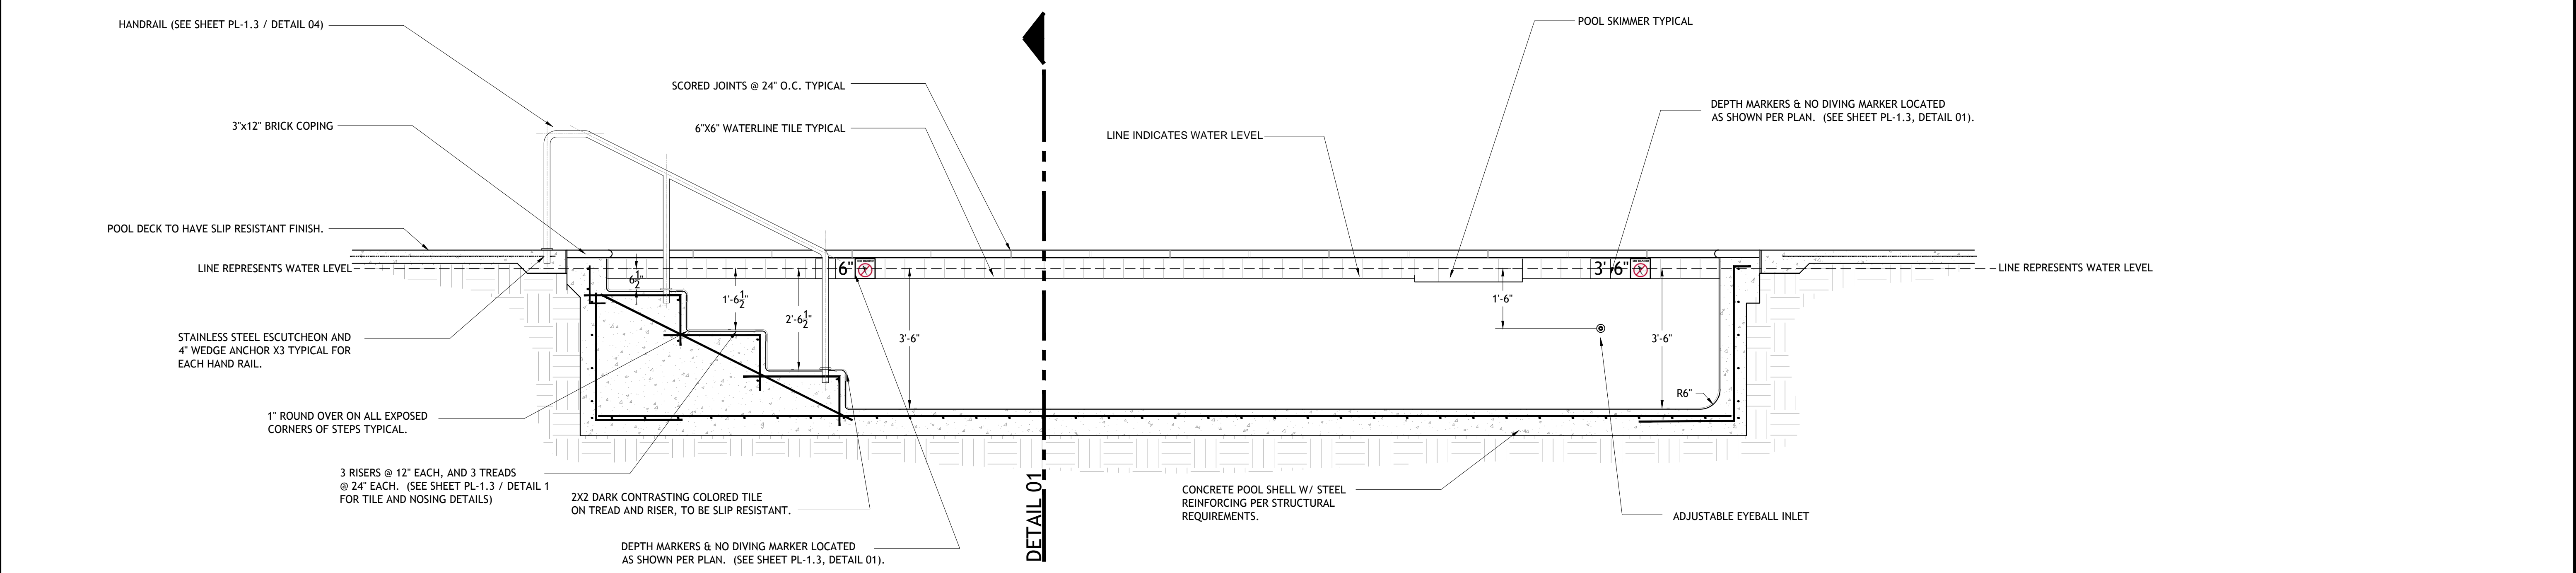 HANDRAIL (SEE SHEET PL-1.3 / DETAIL 04)
POOL SKIMMER TYPICAL
SCORED JOINTS @ 24" O.C. TYPICAL
3"x12" BRICK COPING
6"X6" WATERLINE TILE TYPICAL
LINE INDICATES WATER LEVEL
DEPTH MARKERS & NO DIVING MARKER LOCATED
AS SHOWN PER PLAN. (SEE SHEET PL-1.3, DETAIL 01).
POOL DECK TO HAVE SLIP RESISTANT FINISH.
LINE REPRESENTS WATER LEVEL
LINE REPRESENTS WATER LEVEL
6 1/2"
1'-6 1/2"
2'-6 1/2"
6"
3'-6"
1'-6"
3' 6"
3'-6"
R6"
STAINLESS STEEL ESCUTCHEON AND
4" WEDGE ANCHOR X3 TYPICAL FOR
EACH HAND RAIL.
1" ROUND OVER ON ALL EXPOSED
CORNERS OF STEPS TYPICAL.
3 RISERS @ 12" EACH, AND 3 TREADS
@ 24" EACH. (SEE SHEET PL-1.3 / DETAIL 1
FOR TILE AND NOSING DETAILS)
2X2 DARK CONTRASTING COLORED TILE
ON TREAD AND RISER, TO BE SLIP RESISTANT.
DEPTH MARKERS & NO DIVING MARKER LOCATED
AS SHOWN PER PLAN. (SEE SHEET PL-1.3, DETAIL 01).
DETAIL 01
CONCRETE POOL SHELL W/ STEEL
REINFORCING PER STRUCTURAL
REQUIREMENTS.
ADJUSTABLE EYEBALL INLET